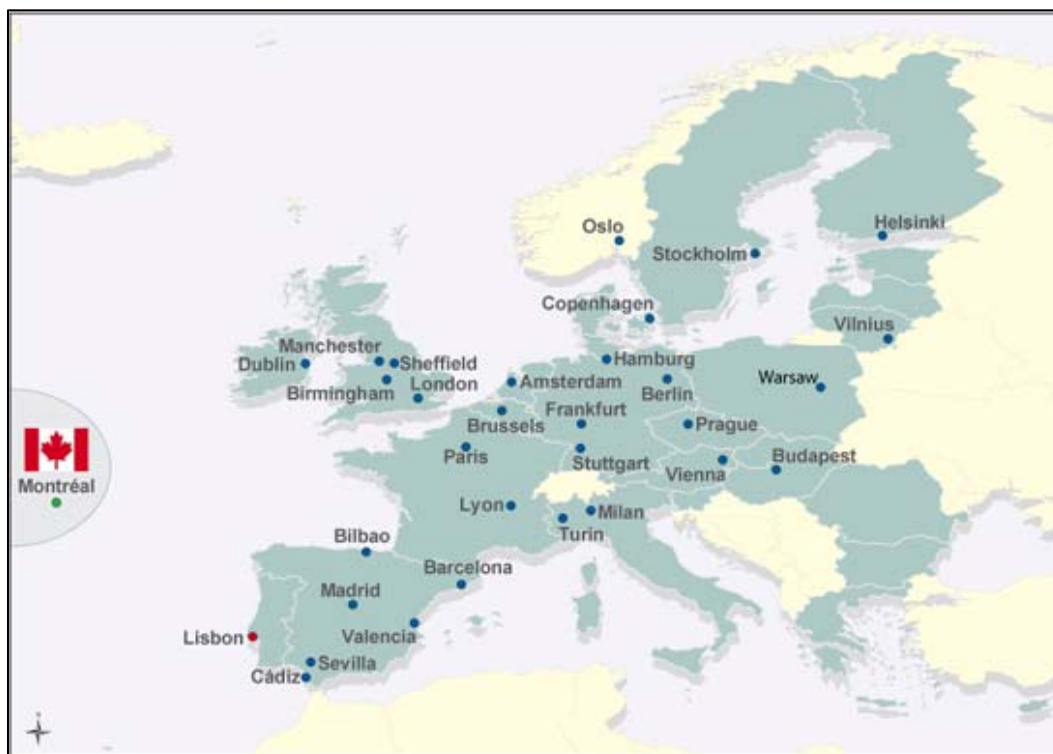 Oslo
Helsinki
Stockholm
Copenhagen
Vilnius
Manchester
Dublin
Sheffield
Hamburg
Birmingham
London
Amsterdam
Berlin
Warsaw
Brussels
Frankfurt
Prague
Paris
Stuttgart
Vienna
Budapest
Montréal
Lyon
Milan
Turin
Bilbao
Barcelona
Madrid
Lisbon
Valencia
Sevilla
Cádiz